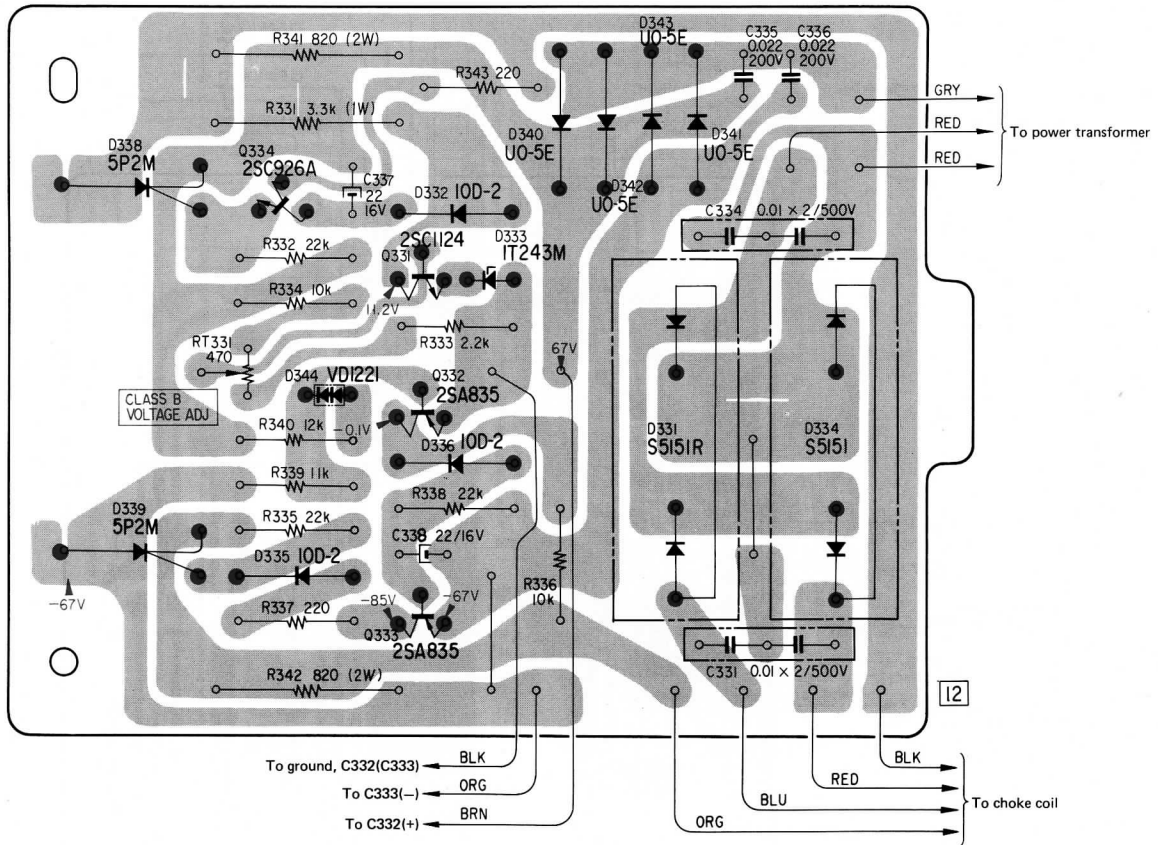 R341 820 (2W)
D343
UO-5E
C335
0.022
200V
C336
0.022
200V
R343 220
GRY
RED
RED
To power transformer
R331 3.3k (1W)
D338
5P2M
Q334
2SC926A
C337
22
16V
D340
UO-5E
D341
UO-5E
D342
UO-5E
D332 10D-2
C334 0.01 × 2/500V
R332 22k
2SC1124
Q331
D333
1T243M
R334 10k
11.2V
R333 2.2k
RT331
470
67V
D344 VD1221
Q332
2SA835
CLASS B
VOLTAGE ADJ
R340 12k
-0.1V
D331
S5151R
D334
S5151
D336 10D-2
R339 11k
R338 22k
D339
5P2M
R335 22k
C338 22/16V
D335 10D-2
R336
10k
-67V
R337 220
-85V
-67V
Q333
2SA835
R342 820 (2W)
C331 0.01 × 2/500V
12
To ground, C332(C333) BLK
To C333(−) ORG
To C332(+) BRN
BLK
RED
BLU
ORG
To choke coil